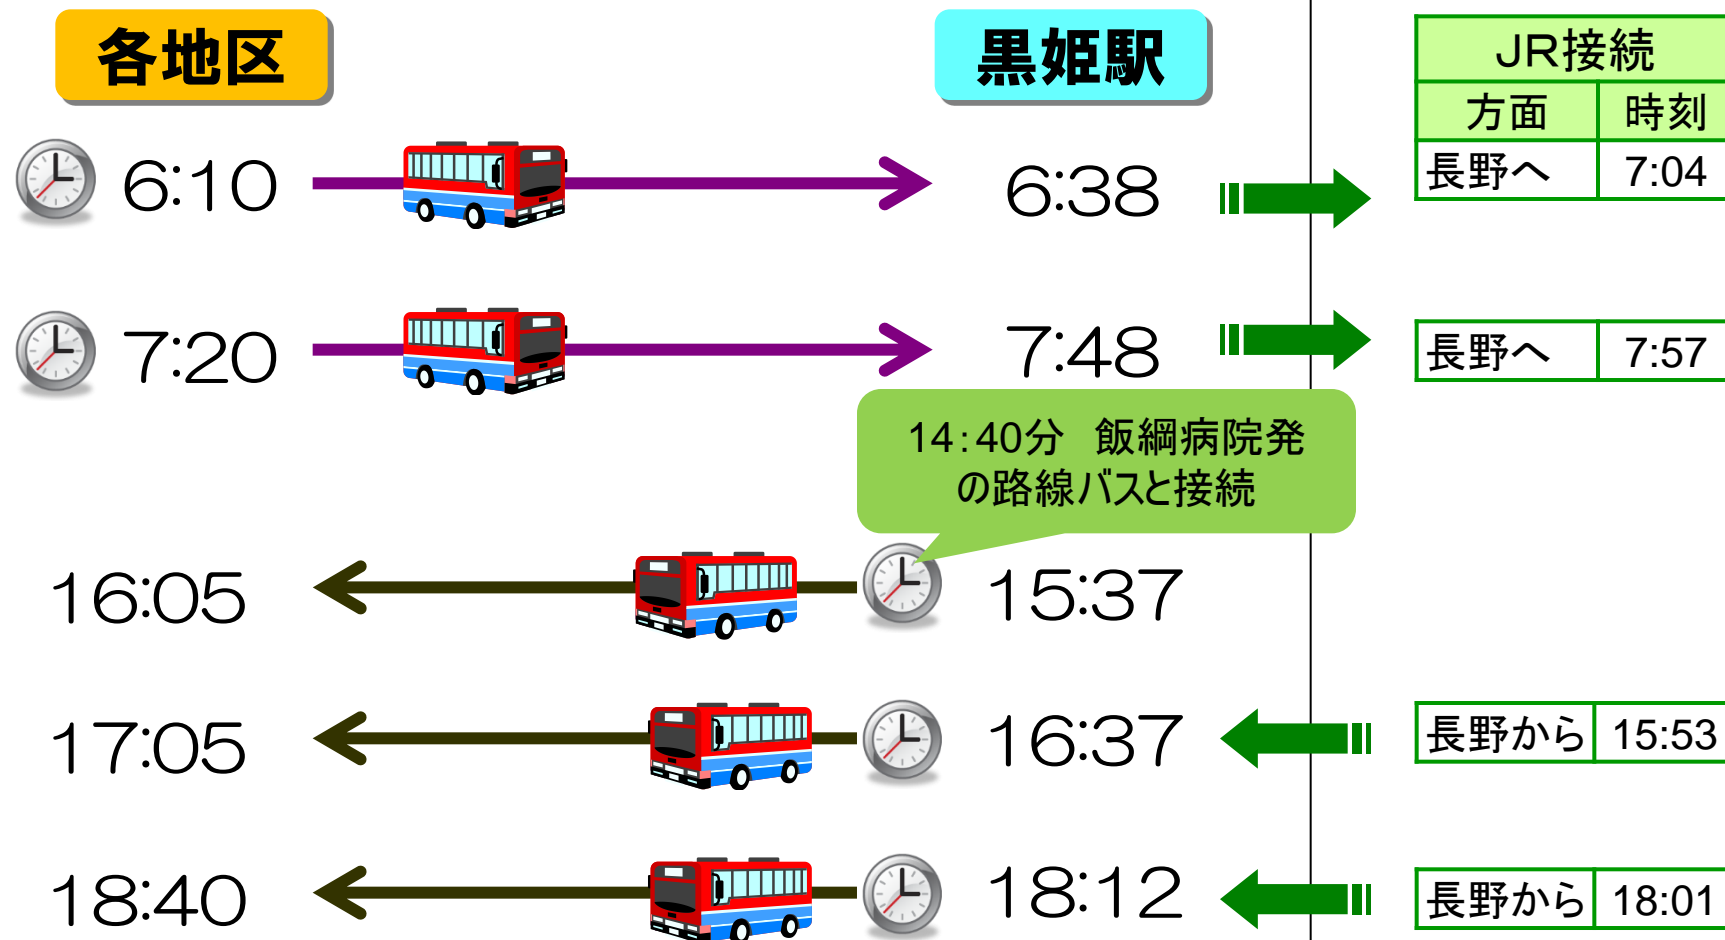 各地区 黒姫駅 JR接続
方面 時刻
6:10 6:38 長野へ 7:04
7:20 7:48 長野へ 7:57
14:40分 飯綱病院発
の路線バスと接続
16:05 15:37
17:05 16:37 長野から 15:53
18:40 18:12 長野から 18:01